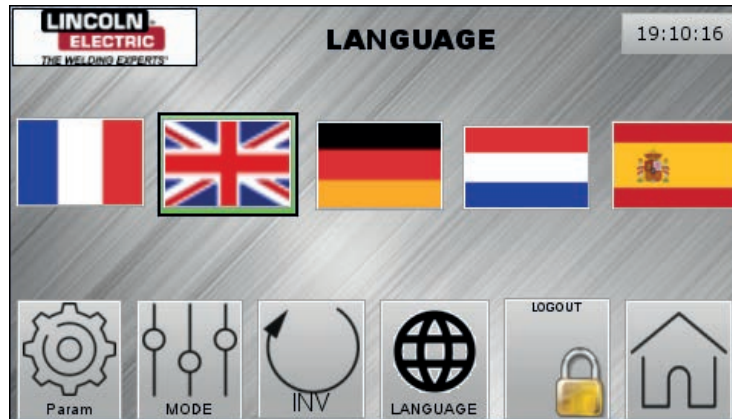 LINCOLN
ELECTRIC
THE WELDING EXPERTS
LANGUAGE
19:10:16
Param
MODE
INV
LANGUAGE
LOGOUT